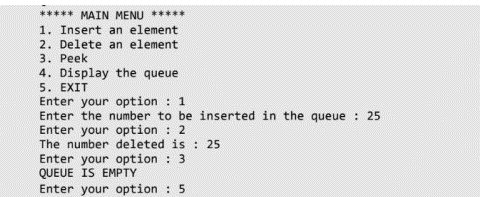 ***** MAIN MENU *****
1. Insert an element
2. Delete an element
3. Peek
4. Display the queue
5. EXIT
Enter your option : 1
Enter the number to be inserted in the queue : 25
Enter your option : 2
The number deleted is : 25
Enter your option : 3
QUEUE IS EMPTY
Enter your option : 5